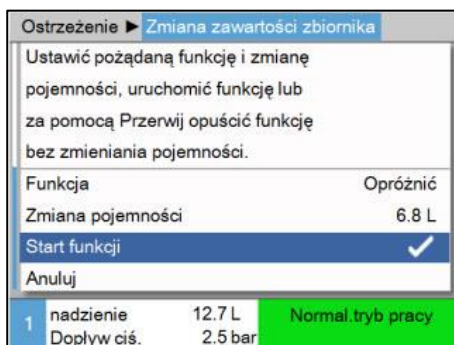 Ostrzeżenie ► Zmiana zawartości zbiornika
Ustawić pożądaną funkcję i zmianę
pojemności, uruchomić funkcję lub
za pomocą Przerwij opuścić funkcję
bez zmieniania pojemności.
Funkcja Opróżnić
Zmiana pojemności 6.8 L
Start funkcji ✓
Anuluj
1 nadzienie 12.7 L Normal.tryb pracy
Dopływ ciś. 2.5 bar